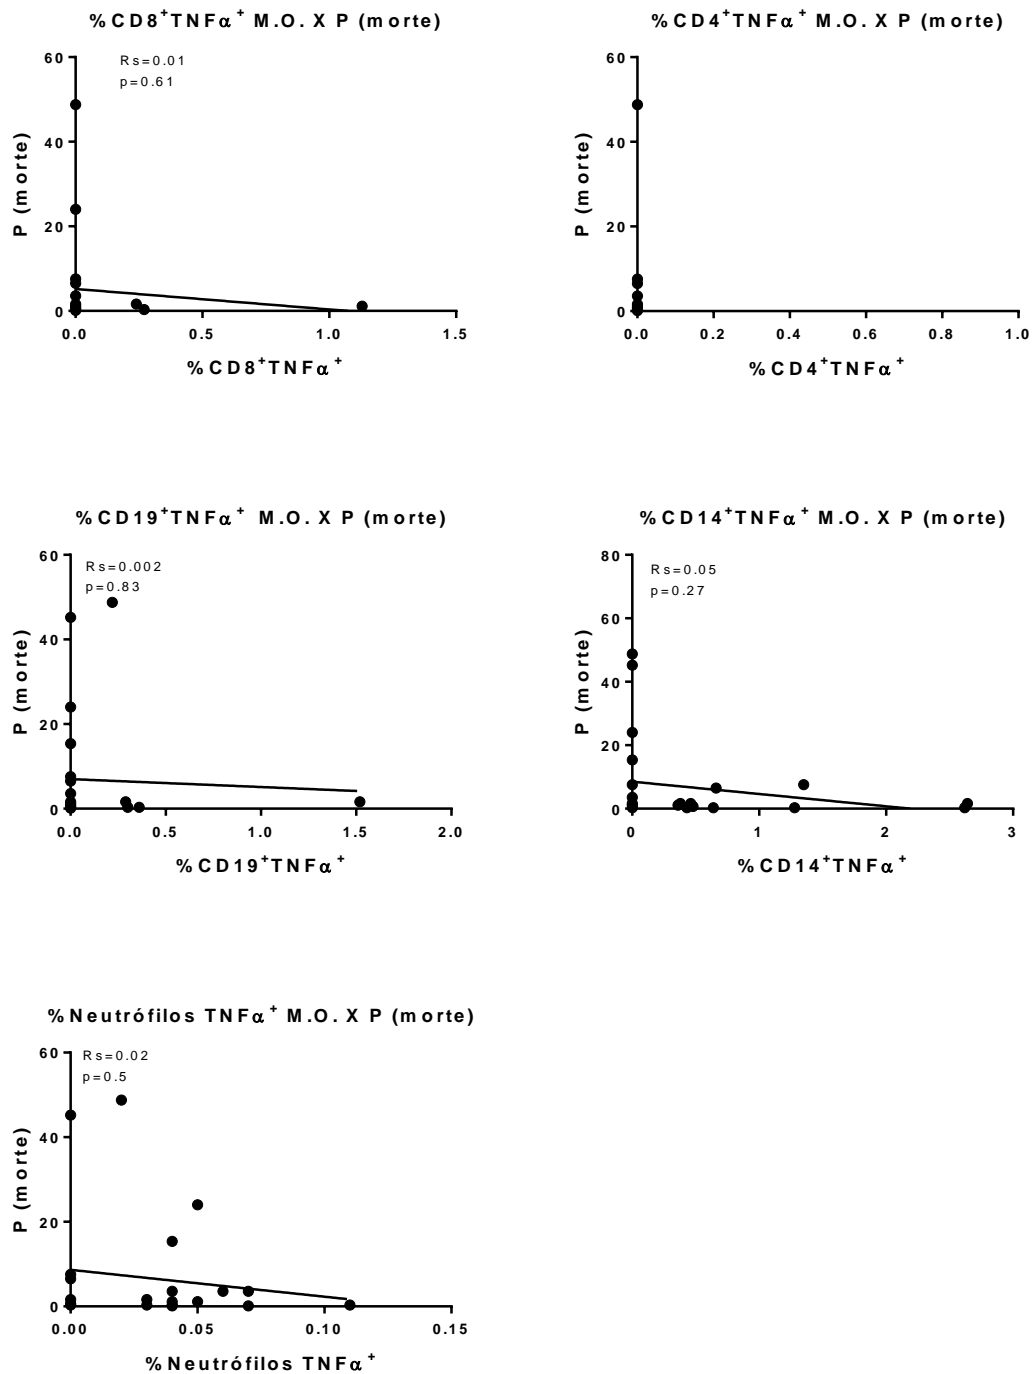 %CD8⁺TNFα⁺ M.O. X P (morte)
Rs=0.01
p=0.61
P (morte)
60
40
20
0
0.0 0.5 1.0 1.5
%CD8⁺TNFα⁺
%CD4⁺TNFα⁺ M.O. X P (morte)
P (morte)
60
40
20
0
0.0 0.2 0.4 0.6 0.8 1.0
%CD4⁺TNFα⁺
%CD19⁺TNFα⁺ M.O. X P (morte)
Rs=0.002
p=0.83
P (morte)
60
40
20
0
0.0 0.5 1.0 1.5 2.0
%CD19⁺TNFα⁺
%CD14⁺TNFα⁺ M.O. X P (morte)
Rs=0.05
p=0.27
P (morte)
80
60
40
20
0
0 1 2 3
%CD14⁺TNFα⁺
%Neutrófilos TNFα⁺ M.O. X P (morte)
Rs=0.02
p=0.5
P (morte)
60
40
20
0
0.00 0.05 0.10 0.15
%Neutrófilos TNFα⁺